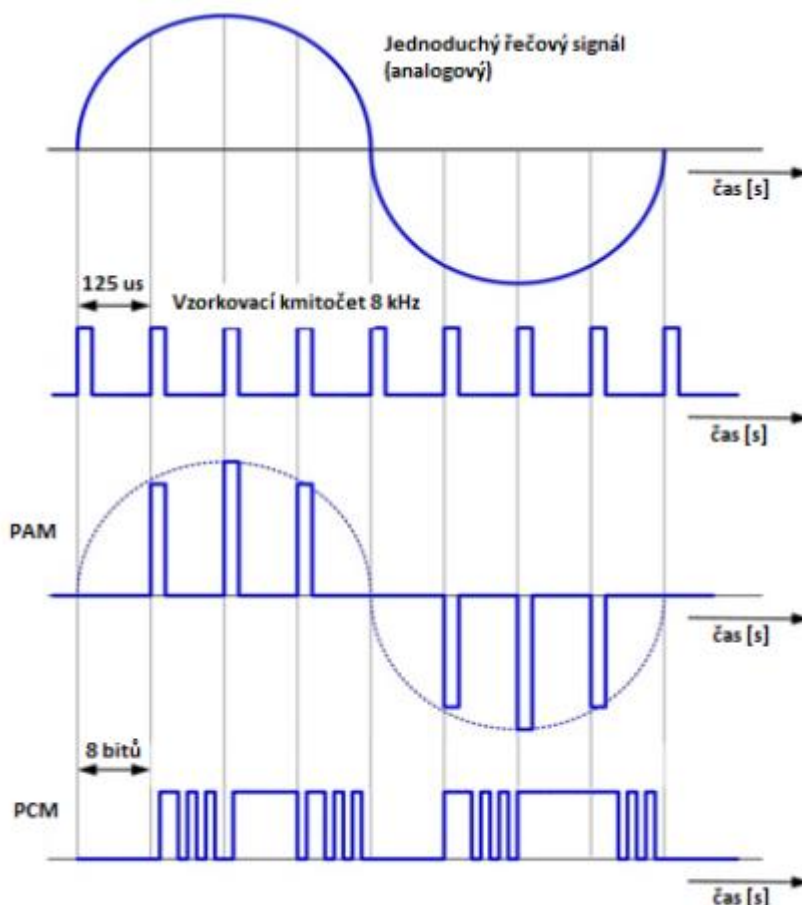 Jednoduchý řečový signál
(analogový)
čas [s]
125 us
Vzorkovací kmitočet 8 kHz
čas [s]
PAM
čas [s]
8 bitů
PCM
čas [s]